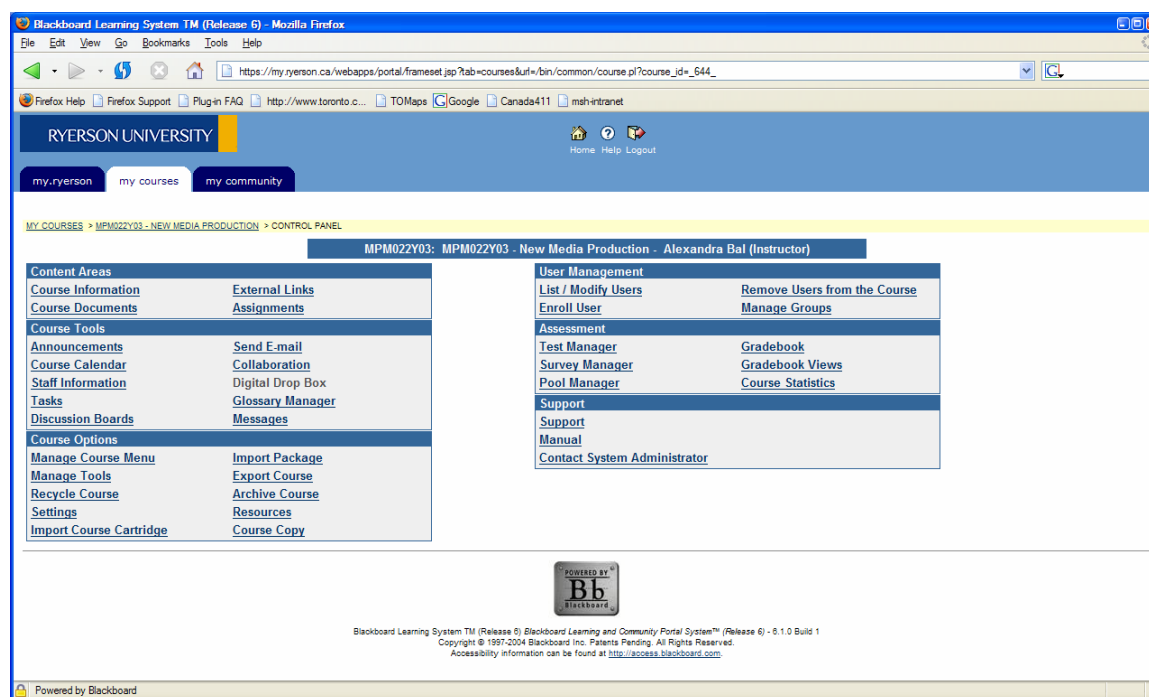 Blackboard Learning System TM (Release 6) - Mozilla Firefox
File Edit View Go Bookmarks Tools Help
https://my.ryerson.ca/webapps/portal/frameset.jsp?tab=courses&url=/bin/common/course.pl?course_id=_644_
Firefox Help Firefox Support Plug-in FAQ http://www.toronto.c... TOMaps Google Canada411 msh-intranet
RYERSON UNIVERSITY
Home Help Logout
my.ryerson my courses my community
MY COURSES > MPM022Y03 - NEW MEDIA PRODUCTION > CONTROL PANEL
MPM022Y03: MPM022Y03 - New Media Production - Alexandra Bal (Instructor)
Content Areas
Course Information External Links
Course Documents Assignments
Course Tools
Announcements Send E-mail
Course Calendar Collaboration
Staff Information Digital Drop Box
Tasks Glossary Manager
Discussion Boards Messages
Course Options
Manage Course Menu Import Package
Manage Tools Export Course
Recycle Course Archive Course
Settings Resources
Import Course Cartridge Course Copy
User Management
List / Modify Users Remove Users from the Course
Enroll User Manage Groups
Assessment
Test Manager Gradebook
Survey Manager Gradebook Views
Pool Manager Course Statistics
Support
Support
Manual
Contact System Administrator
POWERED BY
Bb
Blackboard
Blackboard Learning System TM (Release 6) Blackboard Learning and Community Portal System™ (Release 6) - 6.1.0 Build 1
Copyright © 1997-2004 Blackboard Inc. Patents Pending. All Rights Reserved.
Accessibility information can be found at http://access.blackboard.com.
Powered by Blackboard